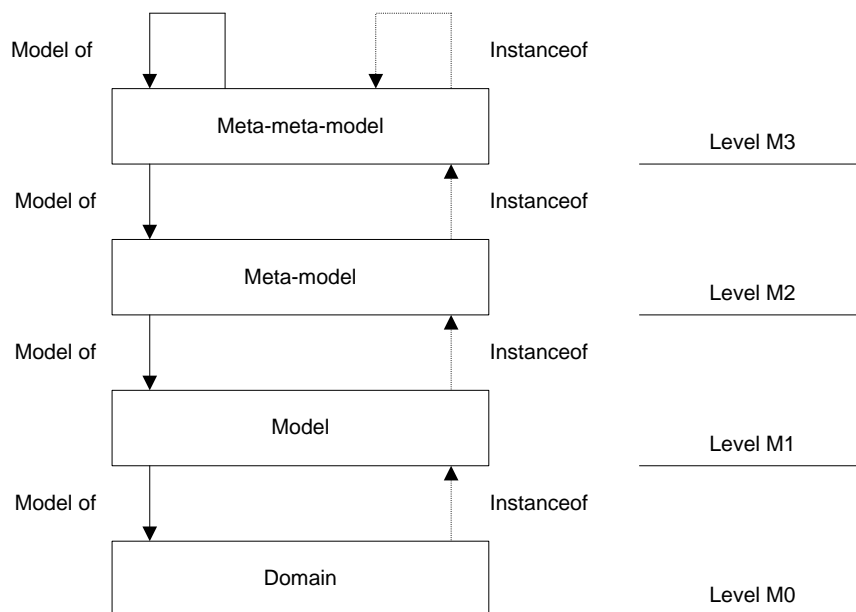 Model of
Instanceof
Meta-meta-model
Level M3
Model of
Instanceof
Meta-model
Level M2
Model of
Instanceof
Model
Level M1
Model of
Instanceof
Domain
Level M0